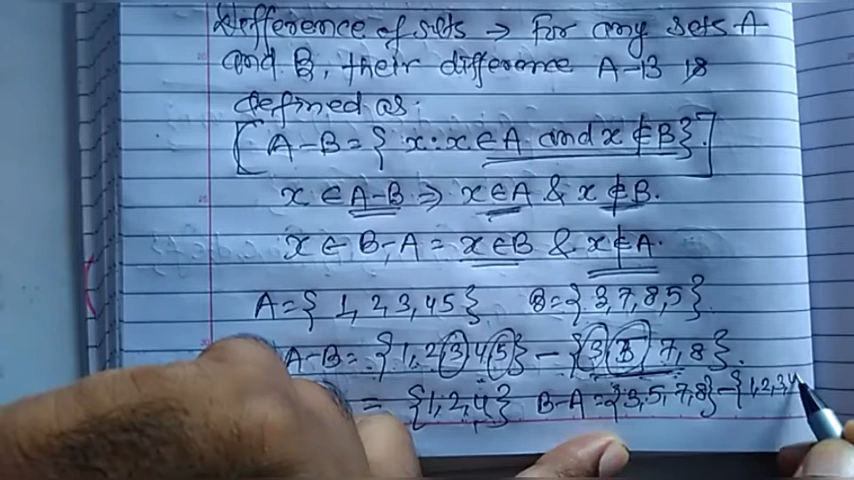 Difference of sets → For any sets A
and B, their difference A-B is
defined as:
[A-B = { x : x ∈ A and x ∉ B}.]
x ∈ A-B ⇒ x ∈ A & x ∉ B.
x ∈ B-A = x ∈ B & x ∉ A.
A = { 1, 2, 3, 4 5 } B = { 3, 7, 8, 5 }
A-B = { 1, 2 3 4 5 } - { 3 5 7, 8 }.
= {1, 2, 4} B-A = {3, 5, 7, 8} - {1, 2, 3, 4